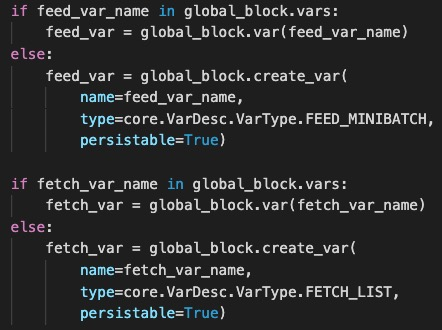 if feed_var_name in global_block.vars:
    feed_var = global_block.var(feed_var_name)
else:
    feed_var = global_block.create_var(
        name=feed_var_name,
        type=core.VarDesc.VarType.FEED_MINIBATCH,
        persistable=True)

if fetch_var_name in global_block.vars:
    fetch_var = global_block.var(fetch_var_name)
else:
    fetch_var = global_block.create_var(
        name=fetch_var_name,
        type=core.VarDesc.VarType.FETCH_LIST,
        persistable=True)